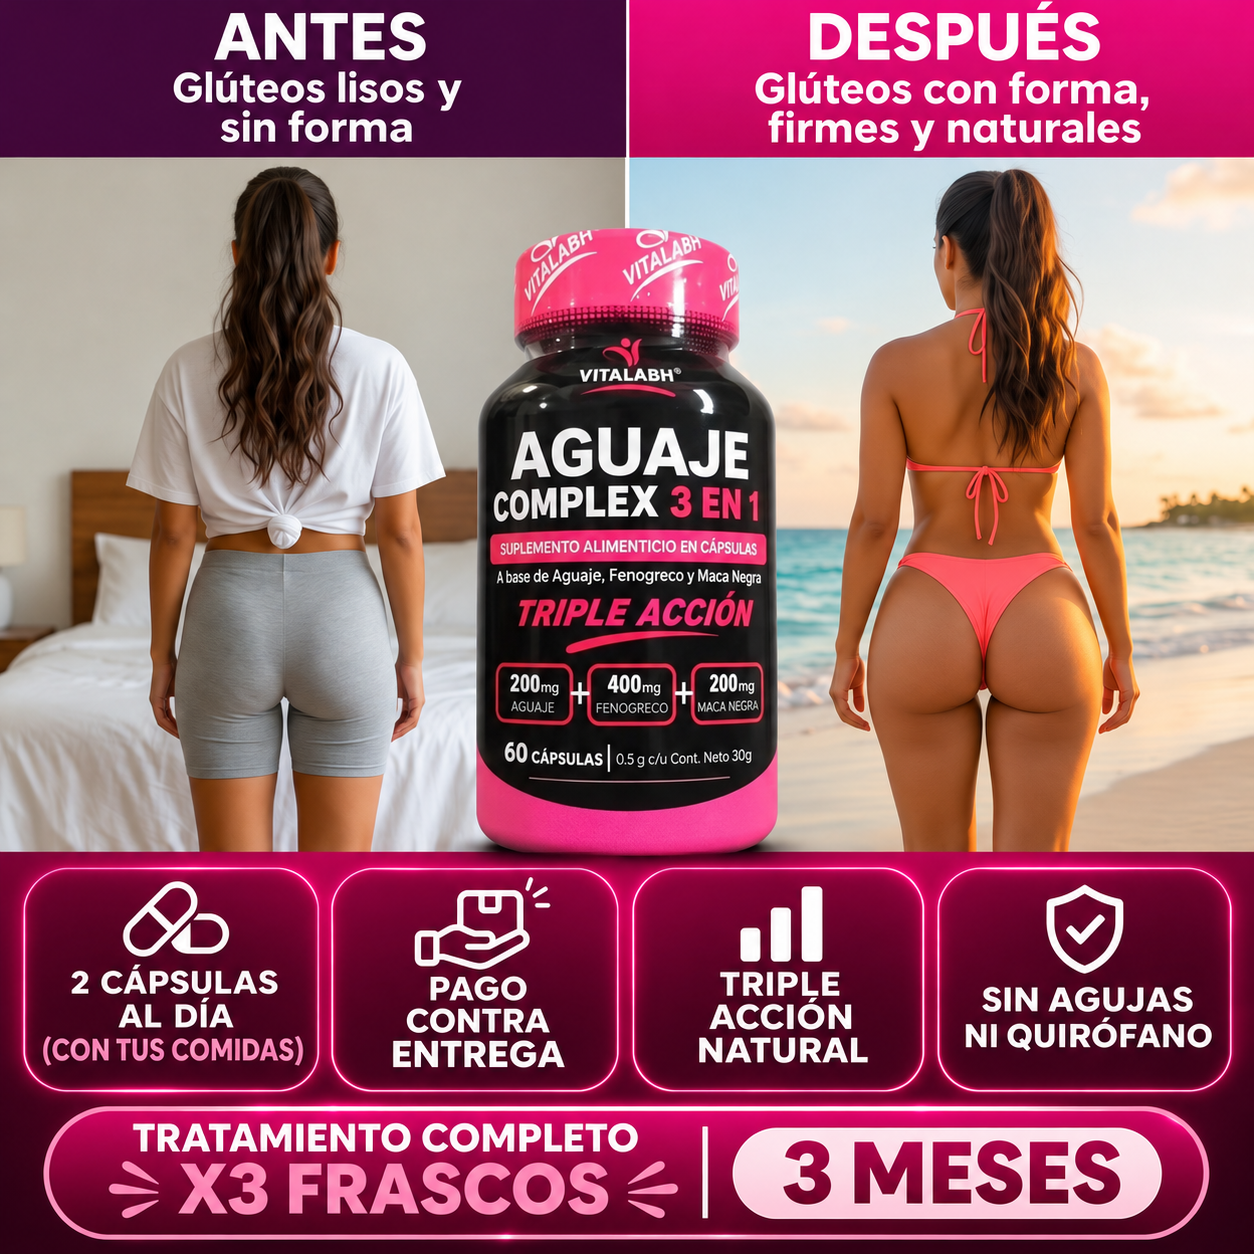 ANTES
Glúteos lisos y
sin forma
DESPUÉS
Glúteos con forma,
firmes y naturales
VITALABH
VITALABH
VITALABH®
AGUAJE
COMPLEX 3 EN 1
SUPLEMENTO ALIMENTICIO EN CÁPSULAS
A base de Aguaje, Fenogreco y Maca Negra
TRIPLE ACCIÓN
200mg + 400mg + 200mg
AGUAJE FENOGRECO MACA NEGRA
60 CÁPSULAS | 0.5 g c/u Cont. Neto 30g
2 CÁPSULAS
AL DÍA
(CON TUS COMIDAS)
PAGO
CONTRA
ENTREGA
TRIPLE
ACCIÓN
NATURAL
SIN AGUJAS
NI QUIRÓFANO
TRATAMIENTO COMPLETO
X3 FRASCOS
3 MESES